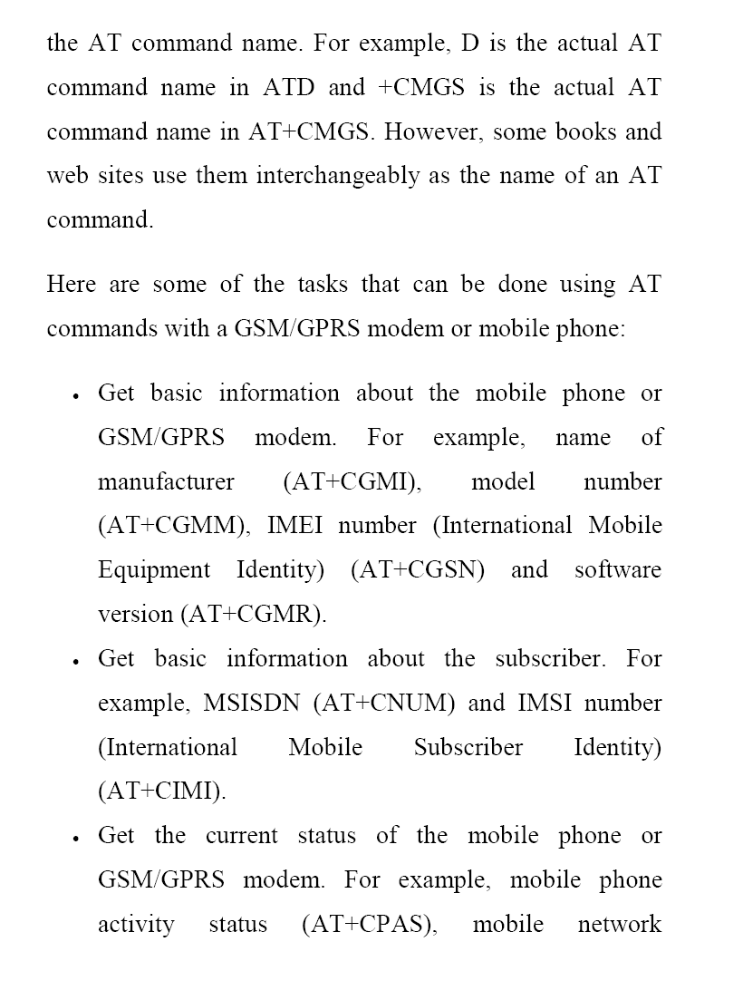 the AT command name. For example, D is the actual AT
command name in ATD and +CMGS is the actual AT
command name in AT+CMGS. However, some books and
web sites use them interchangeably as the name of an AT
command.
Here are some of the tasks that can be done using AT
commands with a GSM/GPRS modem or mobile phone:
• Get basic information about the mobile phone or
GSM/GPRS modem. For example, name of
manufacturer (AT+CGMI), model number
(AT+CGMM), IMEI number (International Mobile
Equipment Identity) (AT+CGSN) and software
version (AT+CGMR).
• Get basic information about the subscriber. For
example, MSISDN (AT+CNUM) and IMSI number
(International Mobile Subscriber Identity)
(AT+CIMI).
• Get the current status of the mobile phone or
GSM/GPRS modem. For example, mobile phone
activity status (AT+CPAS), mobile network